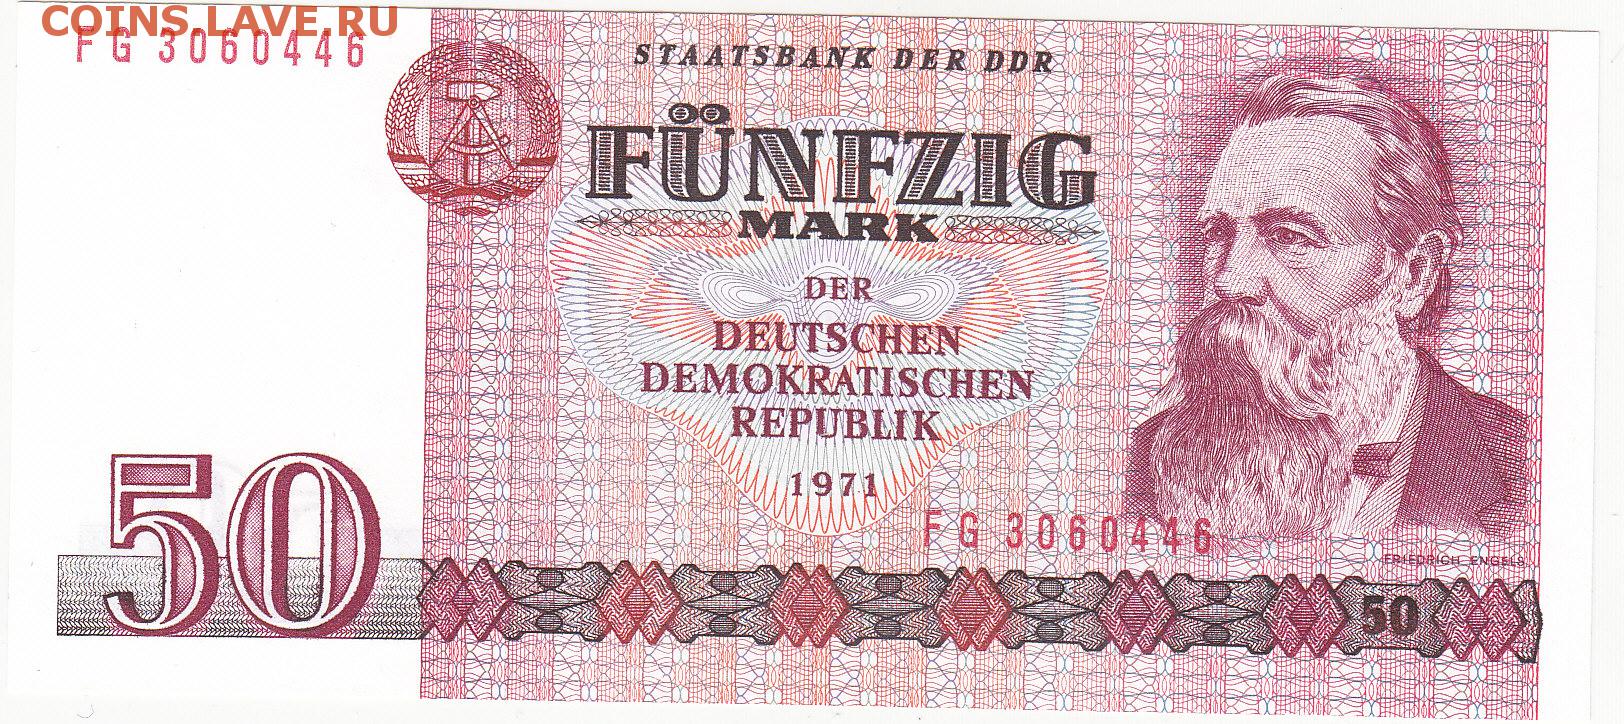 COINS.LAVE.RU
FG 3060446
STAATSBANK DER DDR
FÜNFZIG
MARK
DER
DEUTSCHEN
DEMOKRATISCHEN
REPUBLIK
1971
FG 3060446
FRIEDRICH ENGELS
50
50